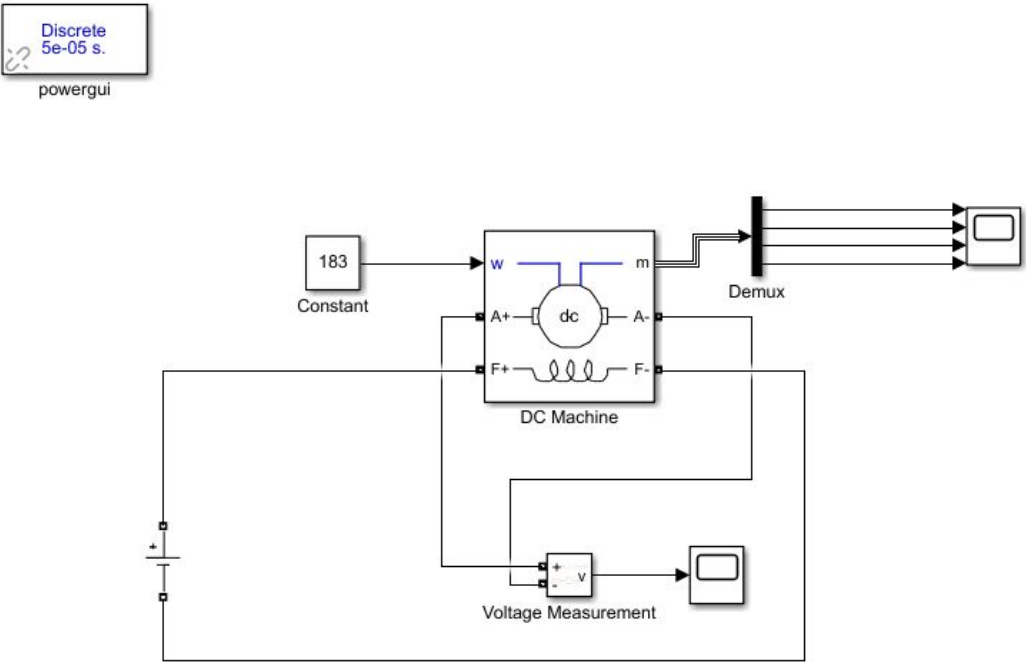 Discrete
5e-05 s.
powergui
183
Constant
w
m
A+
dc
A-
F+
F-
DC Machine
Demux
+
+
v
-
Voltage Measurement